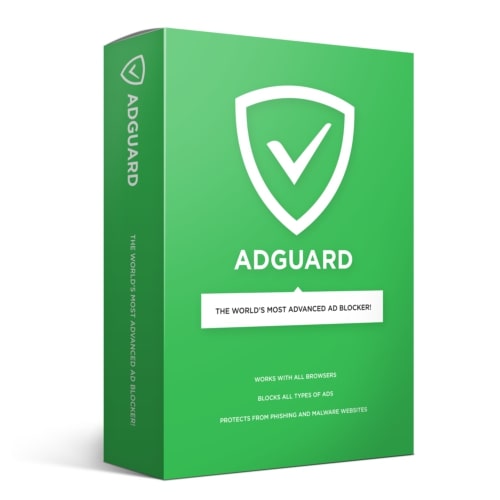 ADGUARD
THE WORLD'S MOST ADVANCED AD BLOCKER!
ADGUARD
THE WORLD'S MOST ADVANCED AD BLOCKER!
WORKS WITH ALL BROWSERS
BLOCKS ALL TYPES OF ADS
PROTECTS FROM PHISHING AND MALWARE WEBSITES